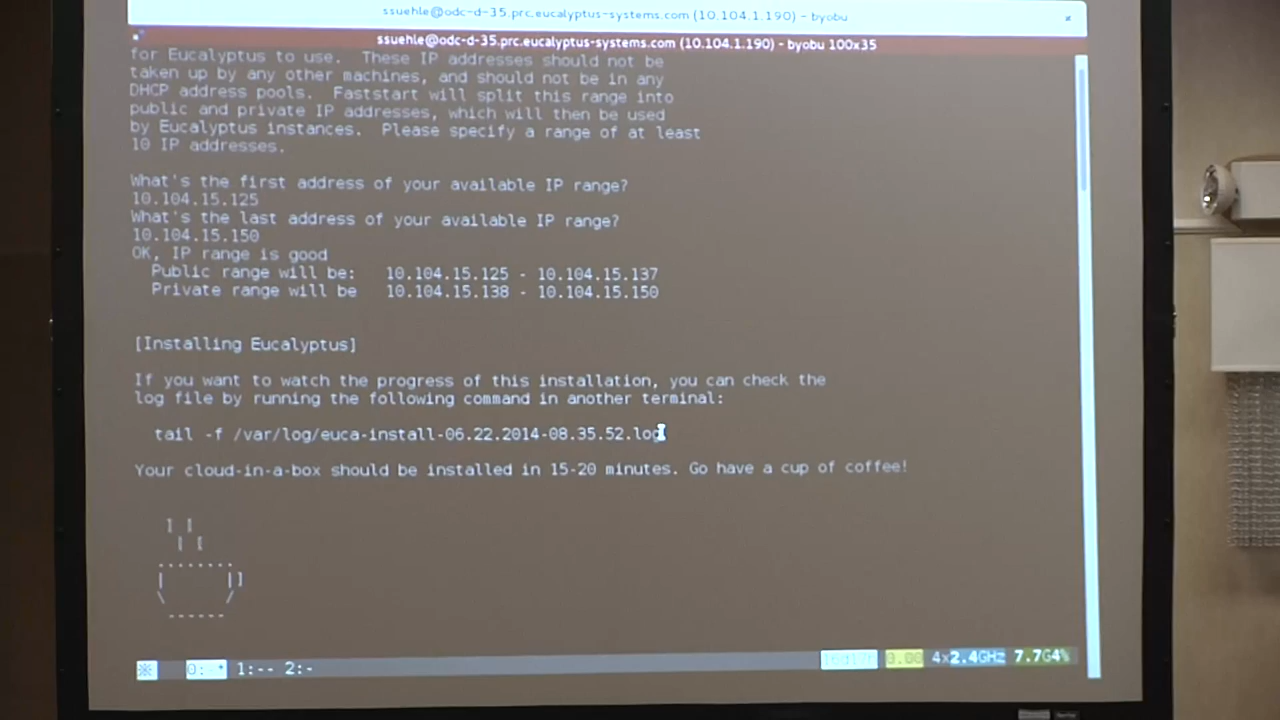 ssuehle@odc-d-35.prc.eucalyptus-systems.com (10.104.1.190) - byobu
ssuehle@odc-d-35.prc.eucalyptus-systems.com (10.104.1.190) - byobu 100x35
for Eucalyptus to use.  These IP addresses should not be
taken up by any other machines, and should not be in any
DHCP address pools.  Faststart will split this range into
public and private IP addresses, which will then be used
by Eucalyptus instances.  Please specify a range of at least
10 IP addresses.
What's the first address of your available IP range?
10.104.15.125
What's the last address of your available IP range?
10.104.15.150
OK, IP range is good
Public range will be:   10.104.15.125 - 10.104.15.137
Private range will be   10.104.15.138 - 10.104.15.150
[Installing Eucalyptus]
If you want to watch the progress of this installation, you can check the
log file by running the following command in another terminal:
tail -f /var/log/euca-install-06.22.2014-08.35.52.log
Your cloud-in-a-box should be installed in 15-20 minutes. Go have a cup of coffee!
0:-* 1:-- 2:- 0.00 4x2.4GHz 7.7G4%